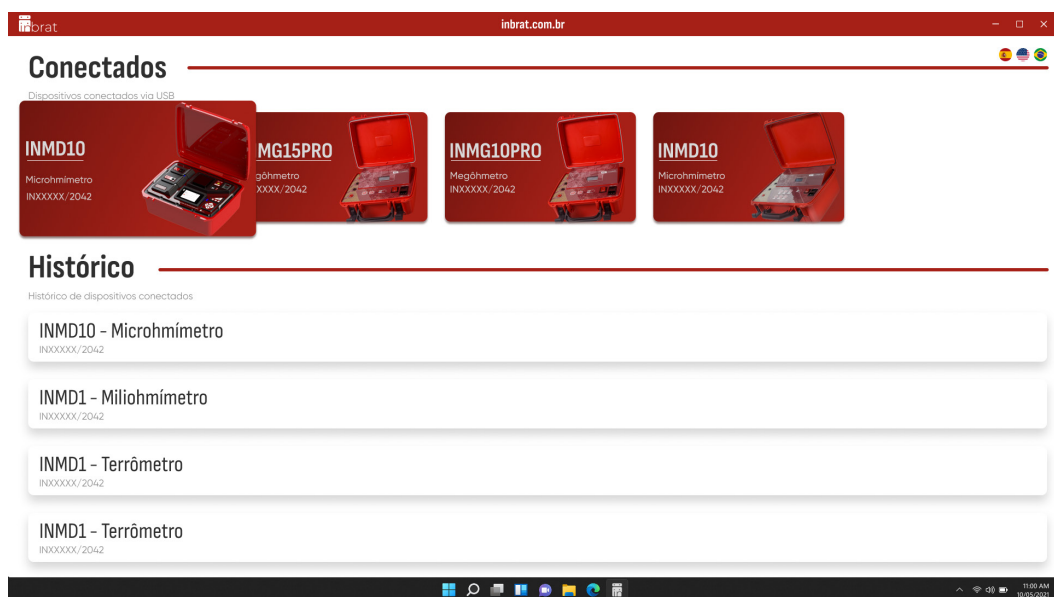 inbrat
inbrat.com.br
Conectados
Dispositivos conectados via USB
INMD10
Microhmímetro
INXXXXX/2042
MG15PRO
gôhmetro
XXXX/2042
INMG10PRO
Megôhmetro
INXXXXX/2042
INMD10
Microhmímetro
INXXXXX/2042
Histórico
Histórico de dispositivos conectados
INMD10 - Microhmímetro
INXXXXX/2042
INMD1 - Miliohmímetro
INXXXXX/2042
INMD1 - Terrômetro
INXXXXX/2042
INMD1 - Terrômetro
INXXXXX/2042
11:00 AM
10/05/2021